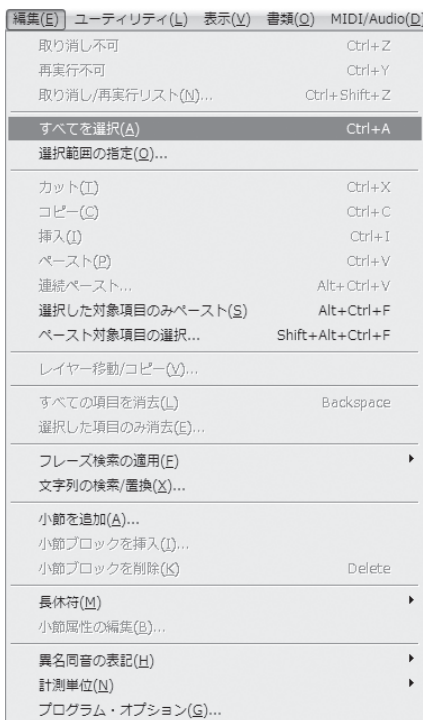 編集(E) ユーティリティ(L) 表示(V) 書類(O) MIDI/Audio(D)
取り消し不可 Ctrl+Z
再実行不可 Ctrl+Y
取り消し/再実行リスト(N)... Ctrl+Shift+Z
すべてを選択(A) Ctrl+A
選択範囲の指定(O)...
カット(T) Ctrl+X
コピー(C) Ctrl+C
挿入(I) Ctrl+I
ペースト(P) Ctrl+V
連続ペースト... Alt+Ctrl+V
選択した対象項目のみペースト(S) Alt+Ctrl+F
ペースト対象項目の選択... Shift+Alt+Ctrl+F
レイヤー移動/コピー(V)...
すべての項目を消去(L) Backspace
選択した項目のみ消去(E)...
フレーズ検索の適用(F)
文字列の検索/置換(X)...
小節を追加(A)...
小節ブロックを挿入(I)...
小節ブロックを削除(K) Delete
長休符(M)
小節属性の編集(B)...
異名同音の表記(H)
計測単位(N)
プログラム・オプション(G)...